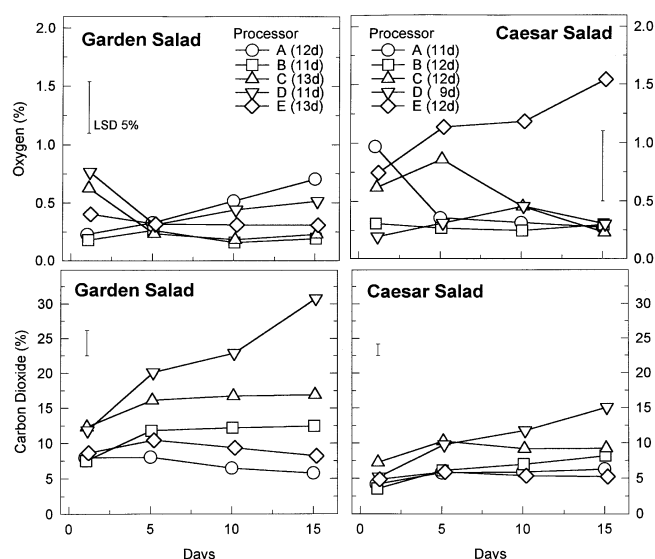 Garden Salad
Processor
A (12d)
B (11d)
C (13d)
D (11d)
E (13d)
LSD 5%
Oxygen (%)
2.0
1.5
1.0
0.5
0.0
Caesar Salad
Processor
A (11d)
B (12d)
C (12d)
D ( 9d)
E (12d)
2.0
1.5
1.0
0.5
0.0
Garden Salad
Carbon Dioxide (%)
30
25
20
15
10
5
0
0 5 10 15
Days
Caesar Salad
30
25
20
15
10
5
0
0 5 10 15
Days